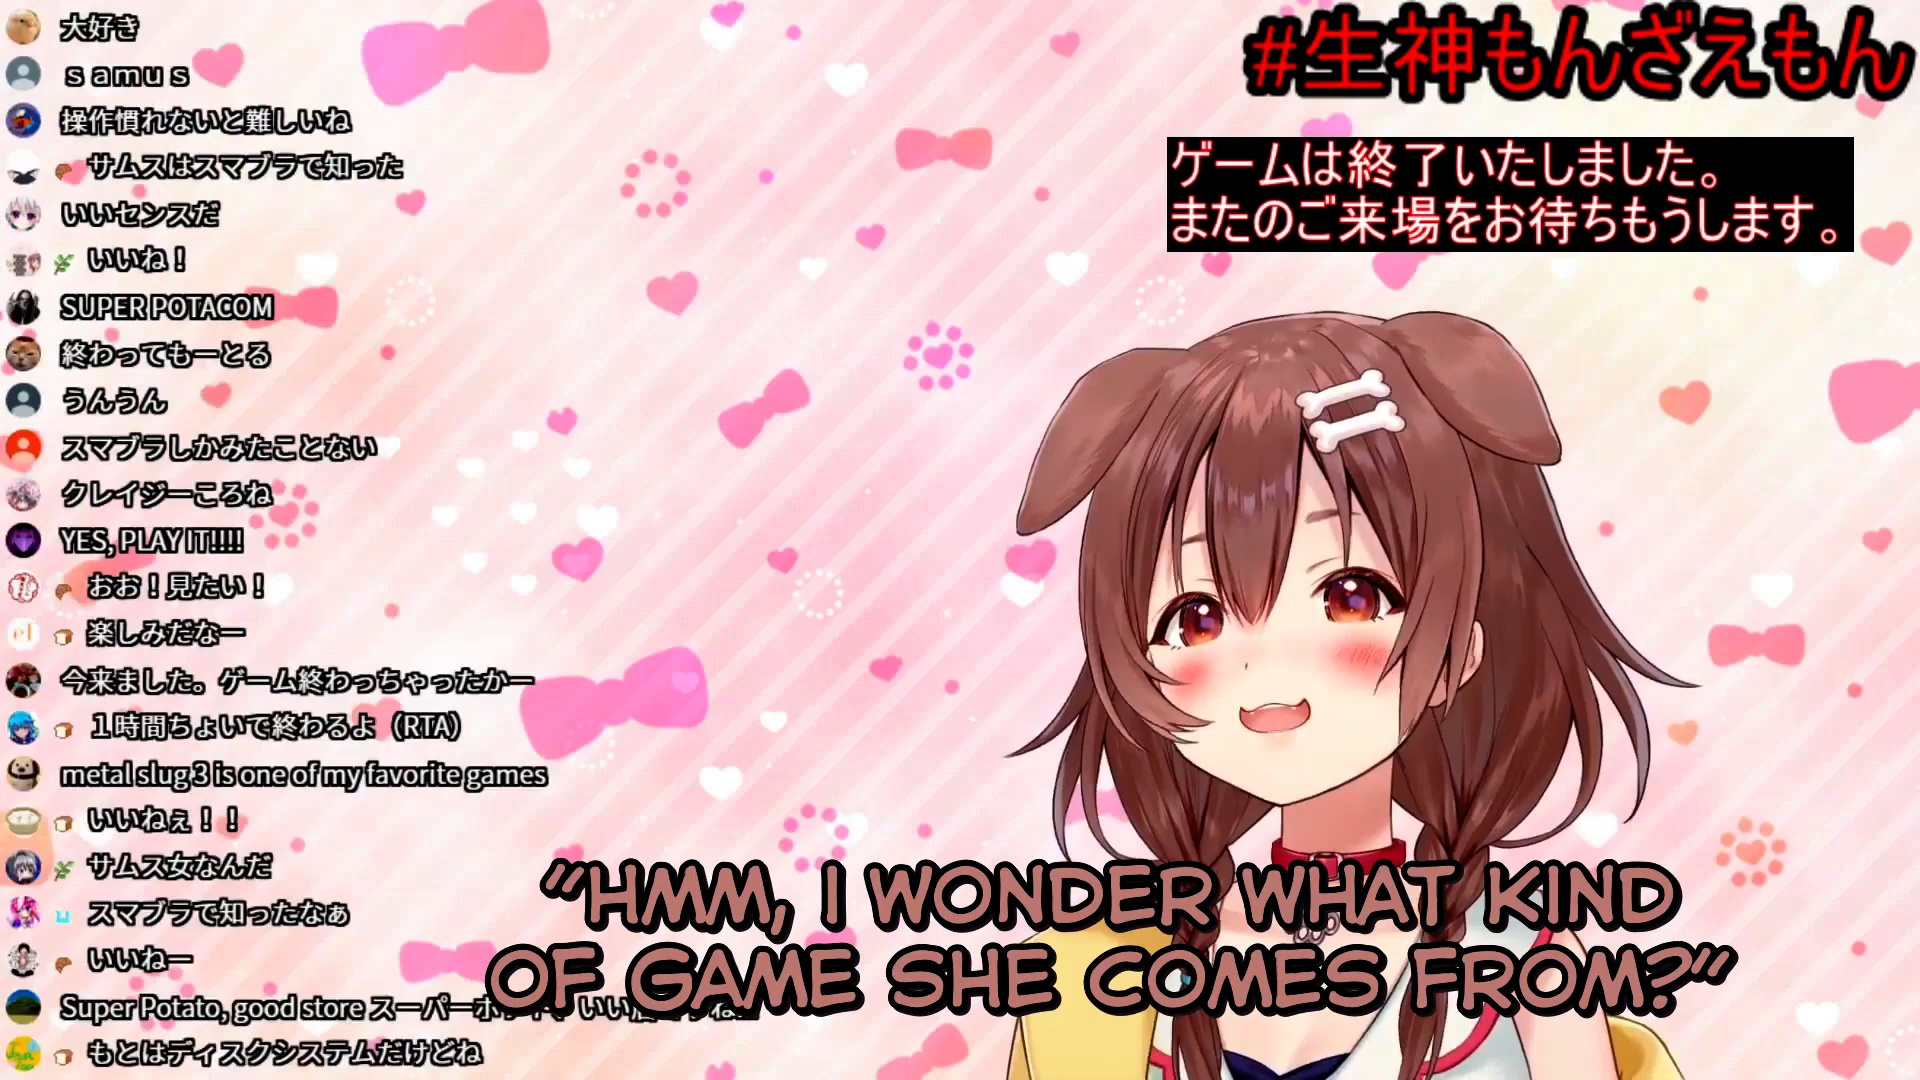 大好き
ｓａｍｕｓ
操作慣れないと難しいね
サムスはスマブラで知った
いいセンスだ
いいね！
SUPER POTACOM
終わってもーとる
うんうん
スマブラしかみたことない
クレイジーころね
YES, PLAY IT!!!!
おお！見たい！
楽しみだなー
今来ました。ゲーム終わっちゃったかー
１時間ちょいで終わるよ（RTA）
metal slug 3 is one of my favorite games
いいねぇ！！
サムス女なんだ
スマブラで知ったなぁ
いいねー
Super Potato, good store スーパーポ
もとはディスクシステムだけどね
#生神もんざえもん
ゲームは終了いたしました。
またのご来場をお待ちもうします。
"HMM, I WONDER WHAT KIND
OF GAME SHE COMES FROM?"